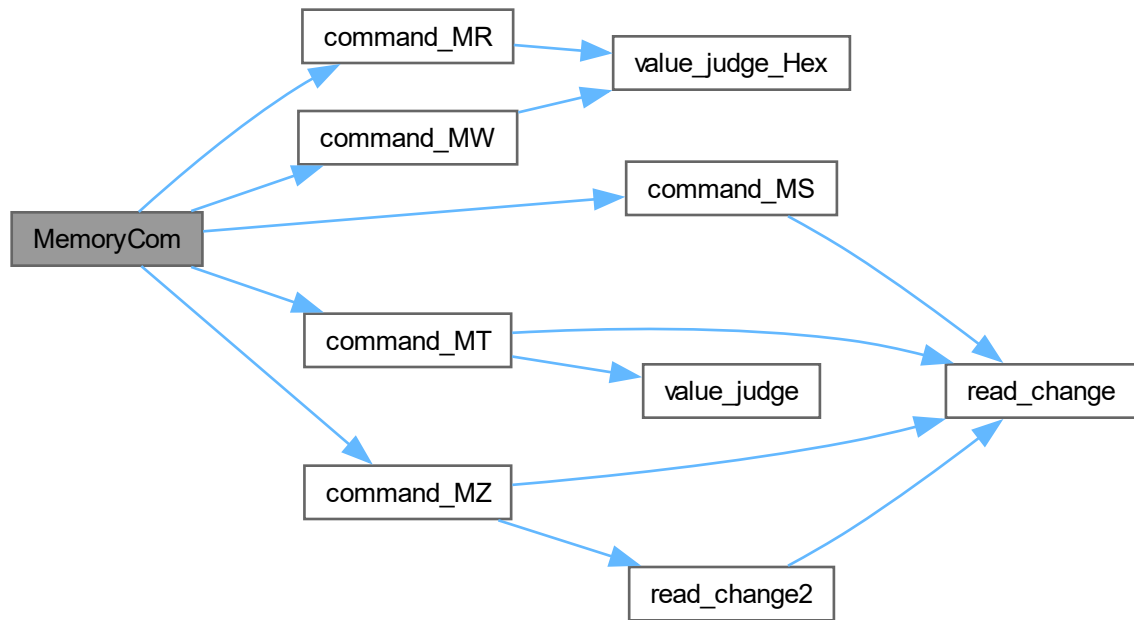 command_MR
value_judge_Hex
command_MW
command_MS
MemoryCom
command_MT
value_judge
read_change
command_MZ
read_change2